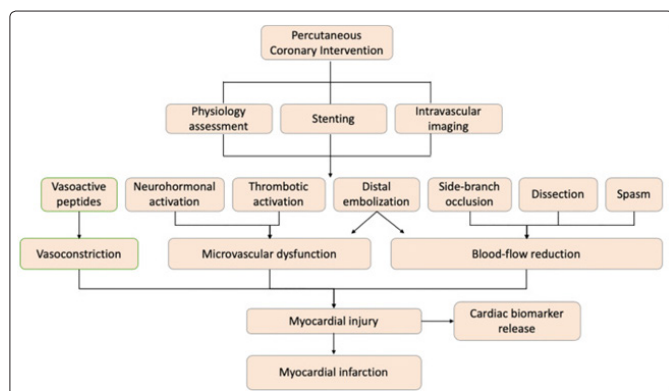 Percutaneous
Coronary Intervention
Physiology
assessment
Stenting
Intravascular
imaging
Vasoactive
peptides
Neurohormonal
activation
Thrombotic
activation
Distal
embolization
Side-branch
occlusion
Dissection
Spasm
Vasoconstriction
Microvascular dysfunction
Blood-flow reduction
Myocardial injury
Cardiac biomarker
release
Myocardial infarction